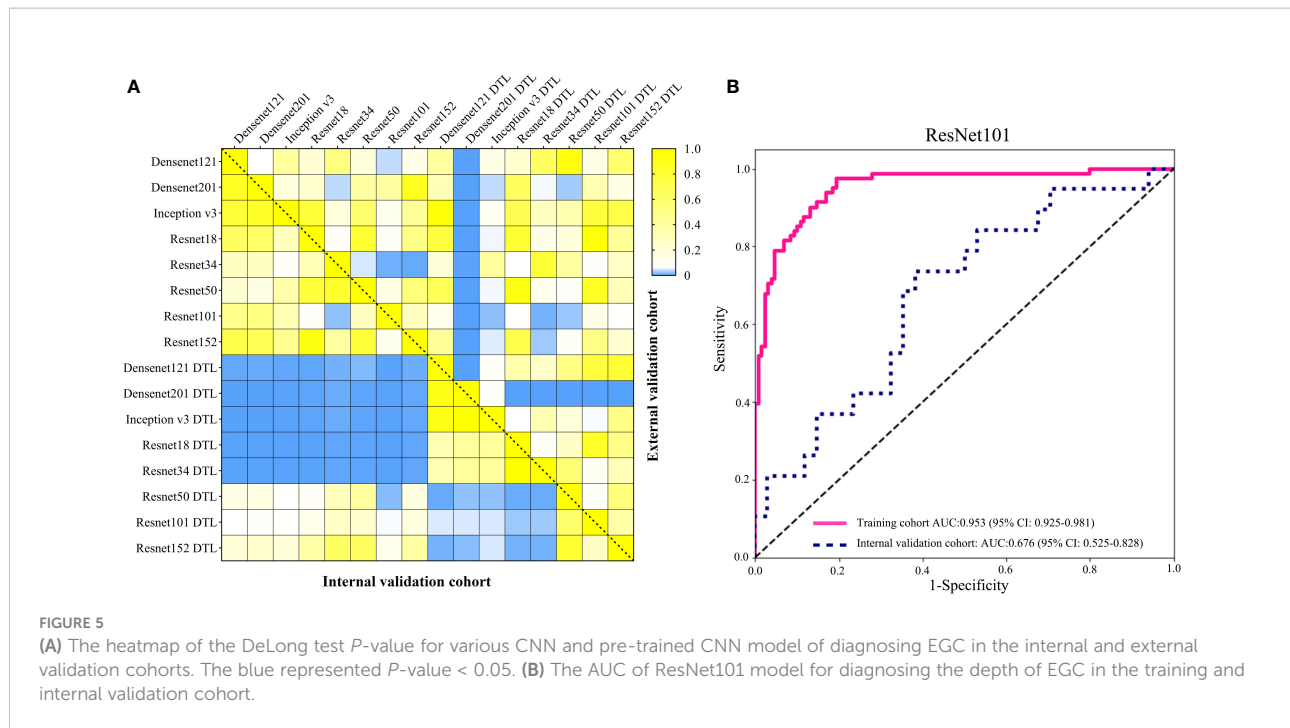 A
B
Densenet121
Densenet201
Inception v3
Resnet18
Resnet34
Resnet50
Resnet101
Resnet152
Densenet121 DTL
Densenet201 DTL
Inception v3 DTL
Resnet18 DTL
Resnet34 DTL
Resnet50 DTL
Resnet101 DTL
Resnet152 DTL
Densenet121
Densenet201
Inception v3
Resnet18
Resnet34
Resnet50
Resnet101
Resnet152
Densenet121 DTL
Densenet201 DTL
Inception v3 DTL
Resnet18 DTL
Resnet34 DTL
Resnet50 DTL
Resnet101 DTL
Resnet152 DTL
Internal validation cohort
External validation cohort
1.0
0.8
0.6
0.4
0.2
0
ResNet101
Sensitivity
1.0
0.8
0.6
0.4
0.2
0.0
Training cohort AUC:0.953 (95% CI: 0.925-0.981)
Internal validation cohort: AUC:0.676 (95% CI: 0.525-0.828)
0.0
0.2
0.4
0.6
0.8
1.0
1-Specificity
FIGURE 5
(A) The heatmap of the DeLong test P-value for various CNN and pre-trained CNN model of diagnosing EGC in the internal and external
validation cohorts. The blue represented P-value < 0.05. (B) The AUC of ResNet101 model for diagnosing the depth of EGC in the training and
internal validation cohort.